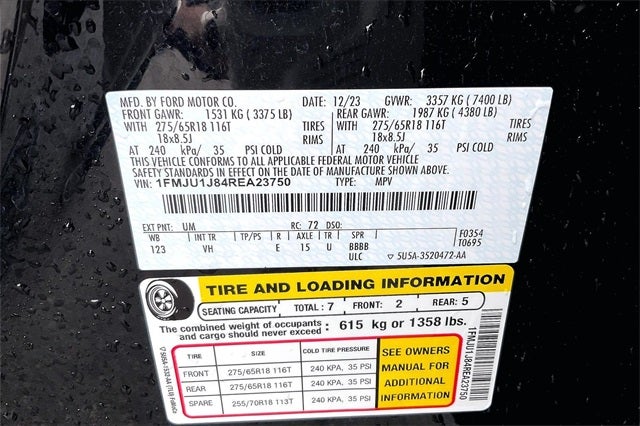 MFD. BY FORD MOTOR CO. DATE: 12/23 GVWR: 3357 KG (7400 LB)
FRONT GAWR: 1531 KG (3375 LB) REAR GAWR: 1987 KG (4380 LB)
WITH 275/65R18 116T TIRES WITH 275/65R18 116T TIRES
18x8.5J RIMS 18x8.5J RIMS
AT 240 kPa/ 35 PSI COLD AT 240 kPa/ 35 PSI COLD
THIS VEHICLE CONFORMS TO ALL APPLICABLE FEDERAL MOTOR VEHICLE
SAFETY STANDARDS IN EFFECT ON THE DATE OF MANUFACTURE SHOWN ABOVE.
VIN: 1FMJU1J84REA23750 TYPE: MPV
EXT PNT: UM RC: 72 DSO: F0354
WB INT TR TP/PS R AXLE TR SPR T0695
123 VH E 15 U BBBB
ULC 5U5A-3520472-AA
TIRE AND LOADING INFORMATION
SEATING CAPACITY TOTAL: 7 FRONT: 2 REAR: 5
The combined weight of occupants and cargo should never exceed : 615 kg or 1358 lbs.
TIRE SIZE COLD TIRE PRESSURE
FRONT 275/65R18 116T 240 KPA, 35 PSI
REAR 275/65R18 116T 240 KPA, 35 PSI
SPARE 255/70R18 113T 240 KPA, 35 PSI
SEE OWNERS
MANUAL FOR
ADDITIONAL
INFORMATION
1FMJU1J84REA23750